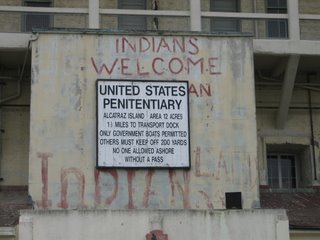 INDIANS
WELCOME
UNITED STATES
PENITENTIARY
ALCATRAZ ISLAND AREA 12 ACRES
1½ MILES TO TRANSPORT DOCK
ONLY GOVERNMENT BOATS PERMITTED
OTHERS MUST KEEP OFF 200 YARDS
NO ONE ALLOWED ASHORE
WITHOUT A PASS
INDIAN